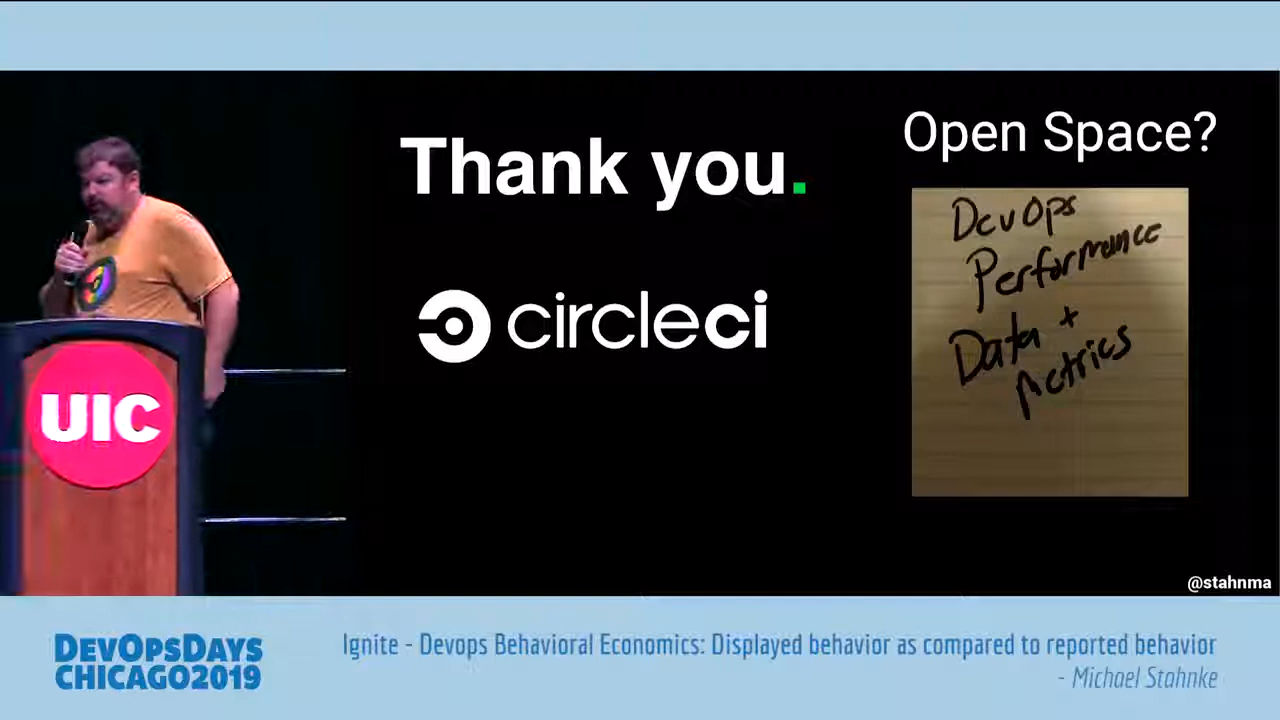 Thank you.
circleci
Open Space?
DevOps
Performance
Data +
Metrics
UIC
@stahnma
DEVOPSDAYS
CHICAGO2019
Ignite - Devops Behavioral Economics: Displayed behavior as compared to reported behavior
- Michael Stahnke